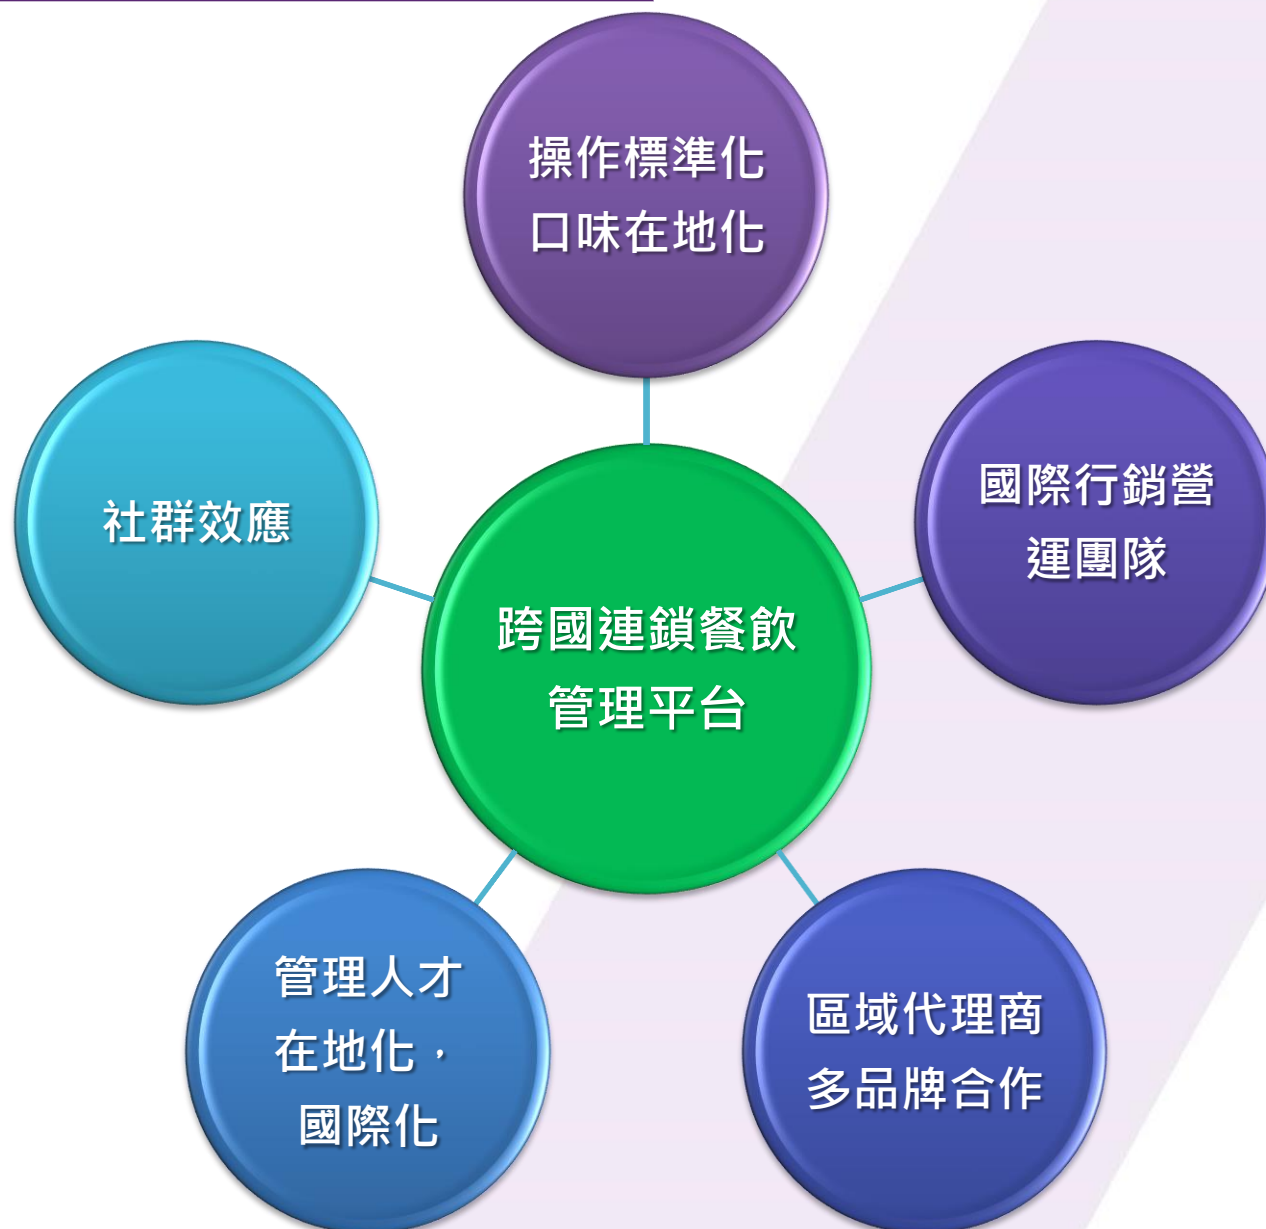 操作標準化
口味在地化
國際行銷營
運團隊
社群效應
跨國連鎖餐飲
管理平台
管理人才
在地化，
國際化
區域代理商
多品牌合作